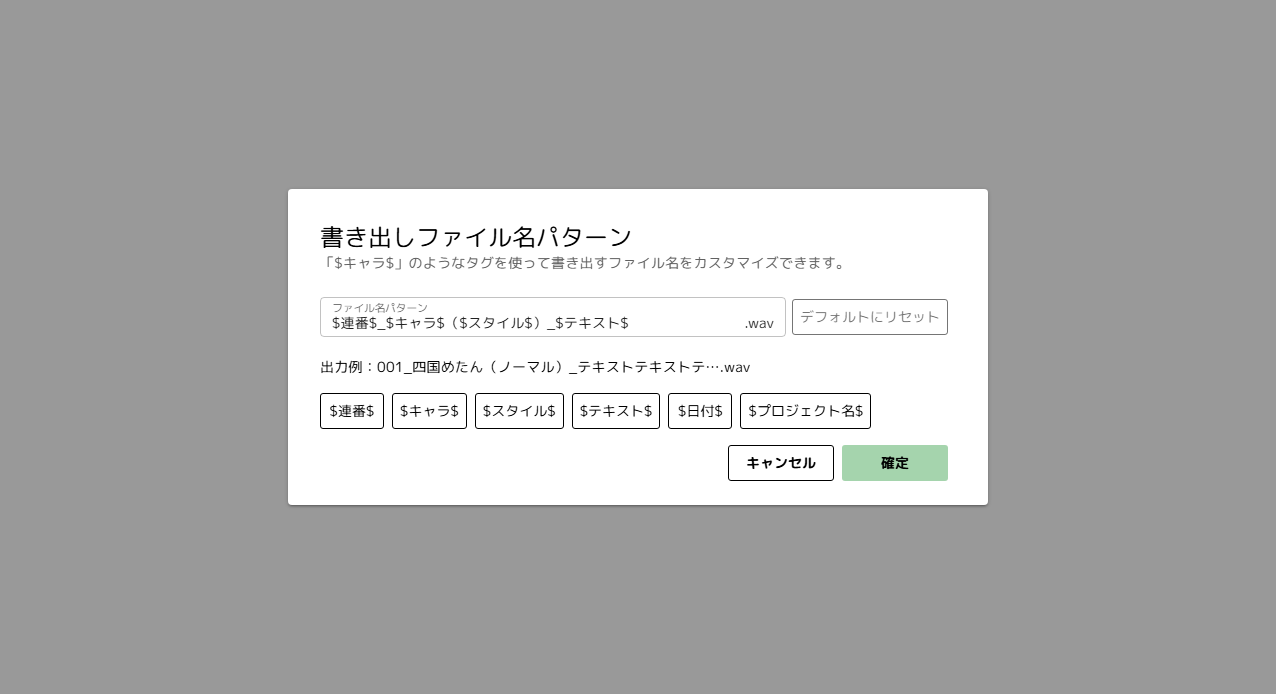 書き出しファイル名パターン
「$キャラ$」のようなタグを使って書き出すファイル名をカスタマイズできます。
ファイル名パターン
$連番$_$キャラ$（$スタイル$）_$テキスト$ .wav
デフォルトにリセット
出力例：001_四国めたん（ノーマル）_テキストテキストテ….wav
$連番$ $キャラ$ $スタイル$ $テキスト$ $日付$ $プロジェクト名$
キャンセル 確定